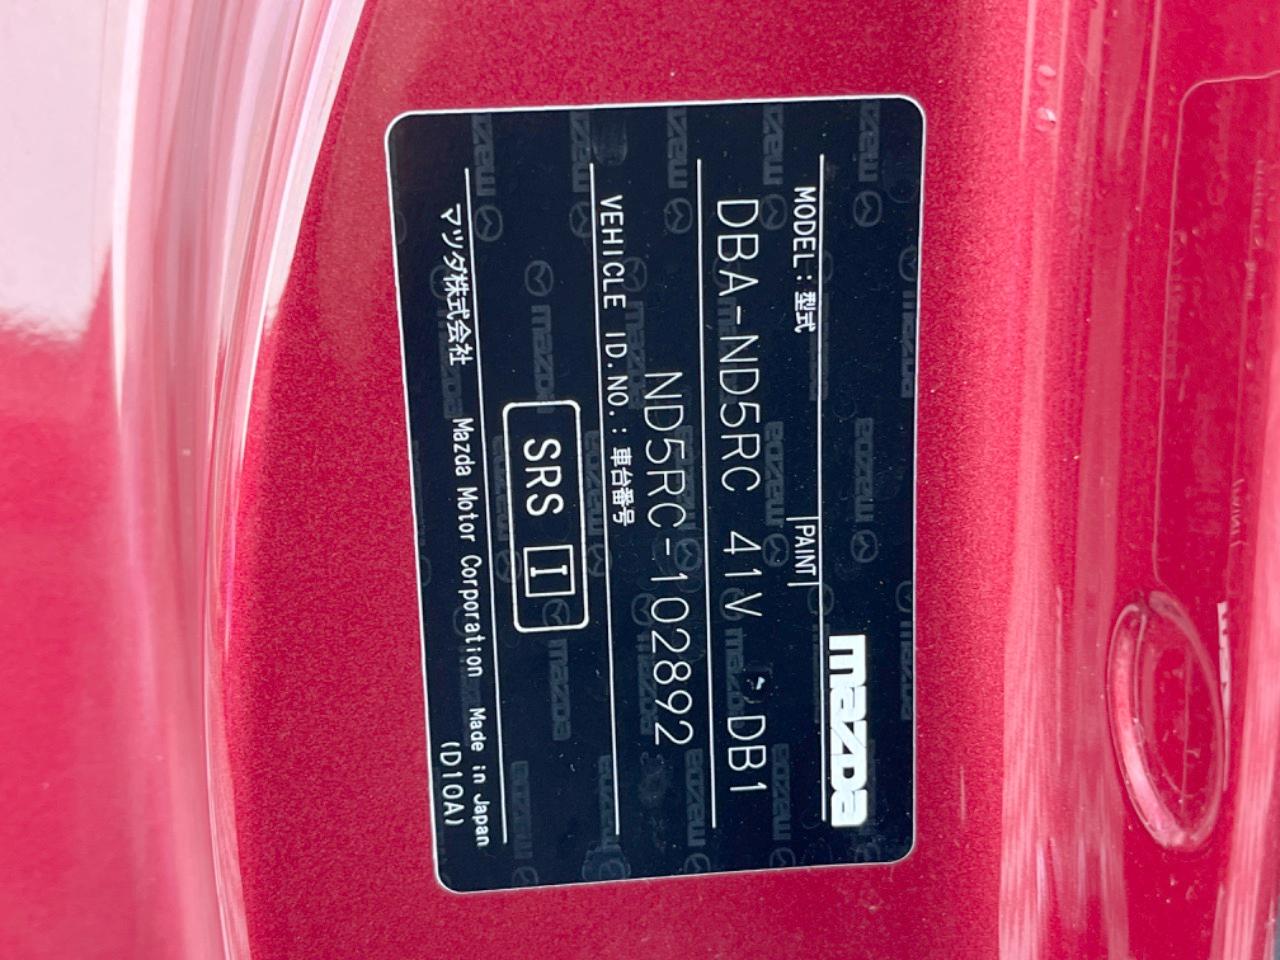 mazda
MODEL:型式 PAINT
DBA-ND5RC 41V DB1
ND5RC-102892
VEHICLE ID.NO.:車台番号
SRS I
マツダ株式会社 Mazda Motor Corporation Made in Japan
(D10A)